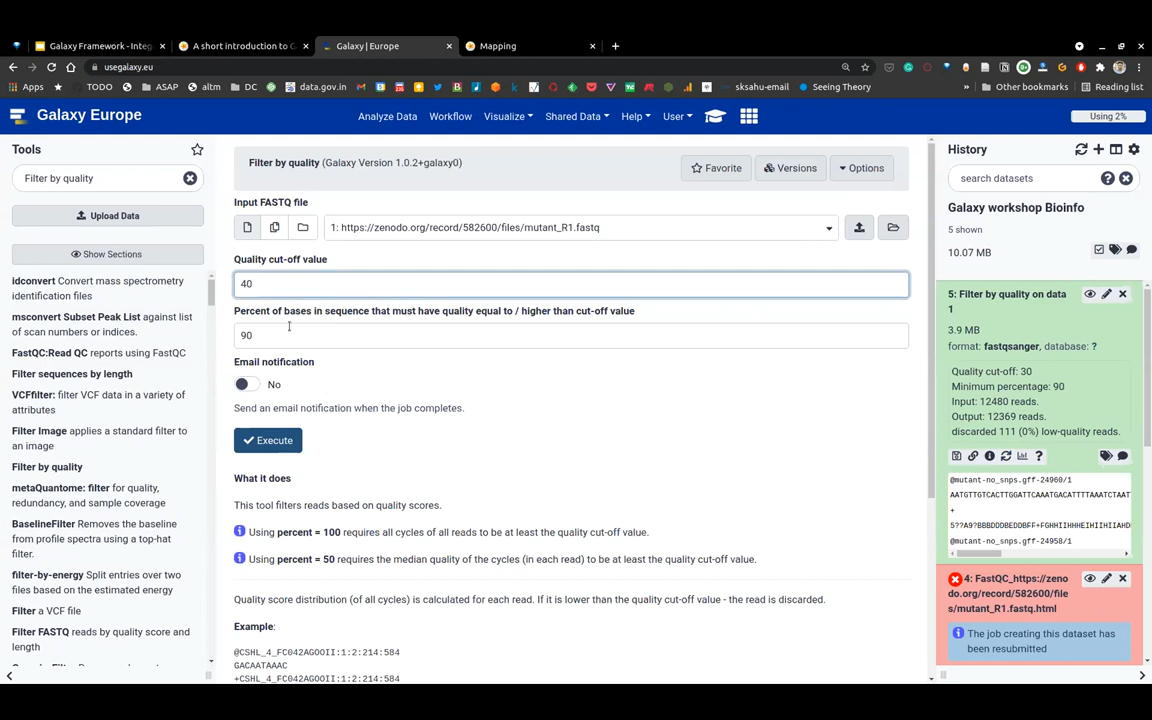 Galaxy Framework - Integ
A short introduction to G
Galaxy | Europe
Mapping
usegalaxy.eu
Apps
TODO
ASAP
altm
DC
data.gov.in
sksahu-email
Seeing Theory
Other bookmarks
Reading list
Galaxy Europe
Analyze Data
Workflow
Visualize
Shared Data
Help
User
Using 2%
Tools
Filter by quality
Upload Data
Show Sections
idconvert Convert mass spectrometry
identification files
msconvert Subset Peak List against list
of scan numbers or indices.
FastQC:Read QC reports using FastQC
Filter sequences by length
VCFfilter: filter VCF data in a variety of
attributes
Filter Image applies a standard filter to
an image
Filter by quality
metaQuantome: filter for quality,
redundancy, and sample coverage
BaselineFilter Removes the baseline
from profile spectra using a top-hat
filter.
filter-by-energy Split entries over two
files based on the estimated energy
Filter a VCF file
Filter FASTQ reads by quality score and
length
Filter by quality (Galaxy Version 1.0.2+galaxy0)
Favorite
Versions
Options
Input FASTQ file
1: https://zenodo.org/record/582600/files/mutant_R1.fastq
Quality cut-off value
40
Percent of bases in sequence that must have quality equal to / higher than cut-off value
90
Email notification
No
Send an email notification when the job completes.
Execute
What it does
This tool filters reads based on quality scores.
Using percent = 100 requires all cycles of all reads to be at least the quality cut-off value.
Using percent = 50 requires the median quality of the cycles (in each read) to be at least the quality cut-off value.
Quality score distribution (of all cycles) is calculated for each read. If it is lower than the quality cut-off value - the read is discarded.
Example:
@CSHL_4_FC042AGOOII:1:2:214:584
GACAATAAAC
+CSHL_4_FC042AGOOII:1:2:214:584
History
search datasets
Galaxy workshop Bioinfo
5 shown
10.07 MB
5: Filter by quality on data
1
3.9 MB
format: fastqsanger, database: ?
Quality cut-off: 30
Minimum percentage: 90
Input: 12480 reads.
Output: 12369 reads.
discarded 111 (0%) low-quality reads.
@mutant-no_snps.gff-24960/1
AATGTTGTCACTTGGATTCAAATGACATTTTAAATCTAAT
+
5??A9?BBBDDDBEDDBFF+FGHHIIHHHEIHIIHIIAHD
@mutant-no_snps.gff-24958/1
4: FastQC_https://zeno
do.org/record/582600/file
s/mutant_R1.fastq.html
The job creating this dataset has
been resubmitted